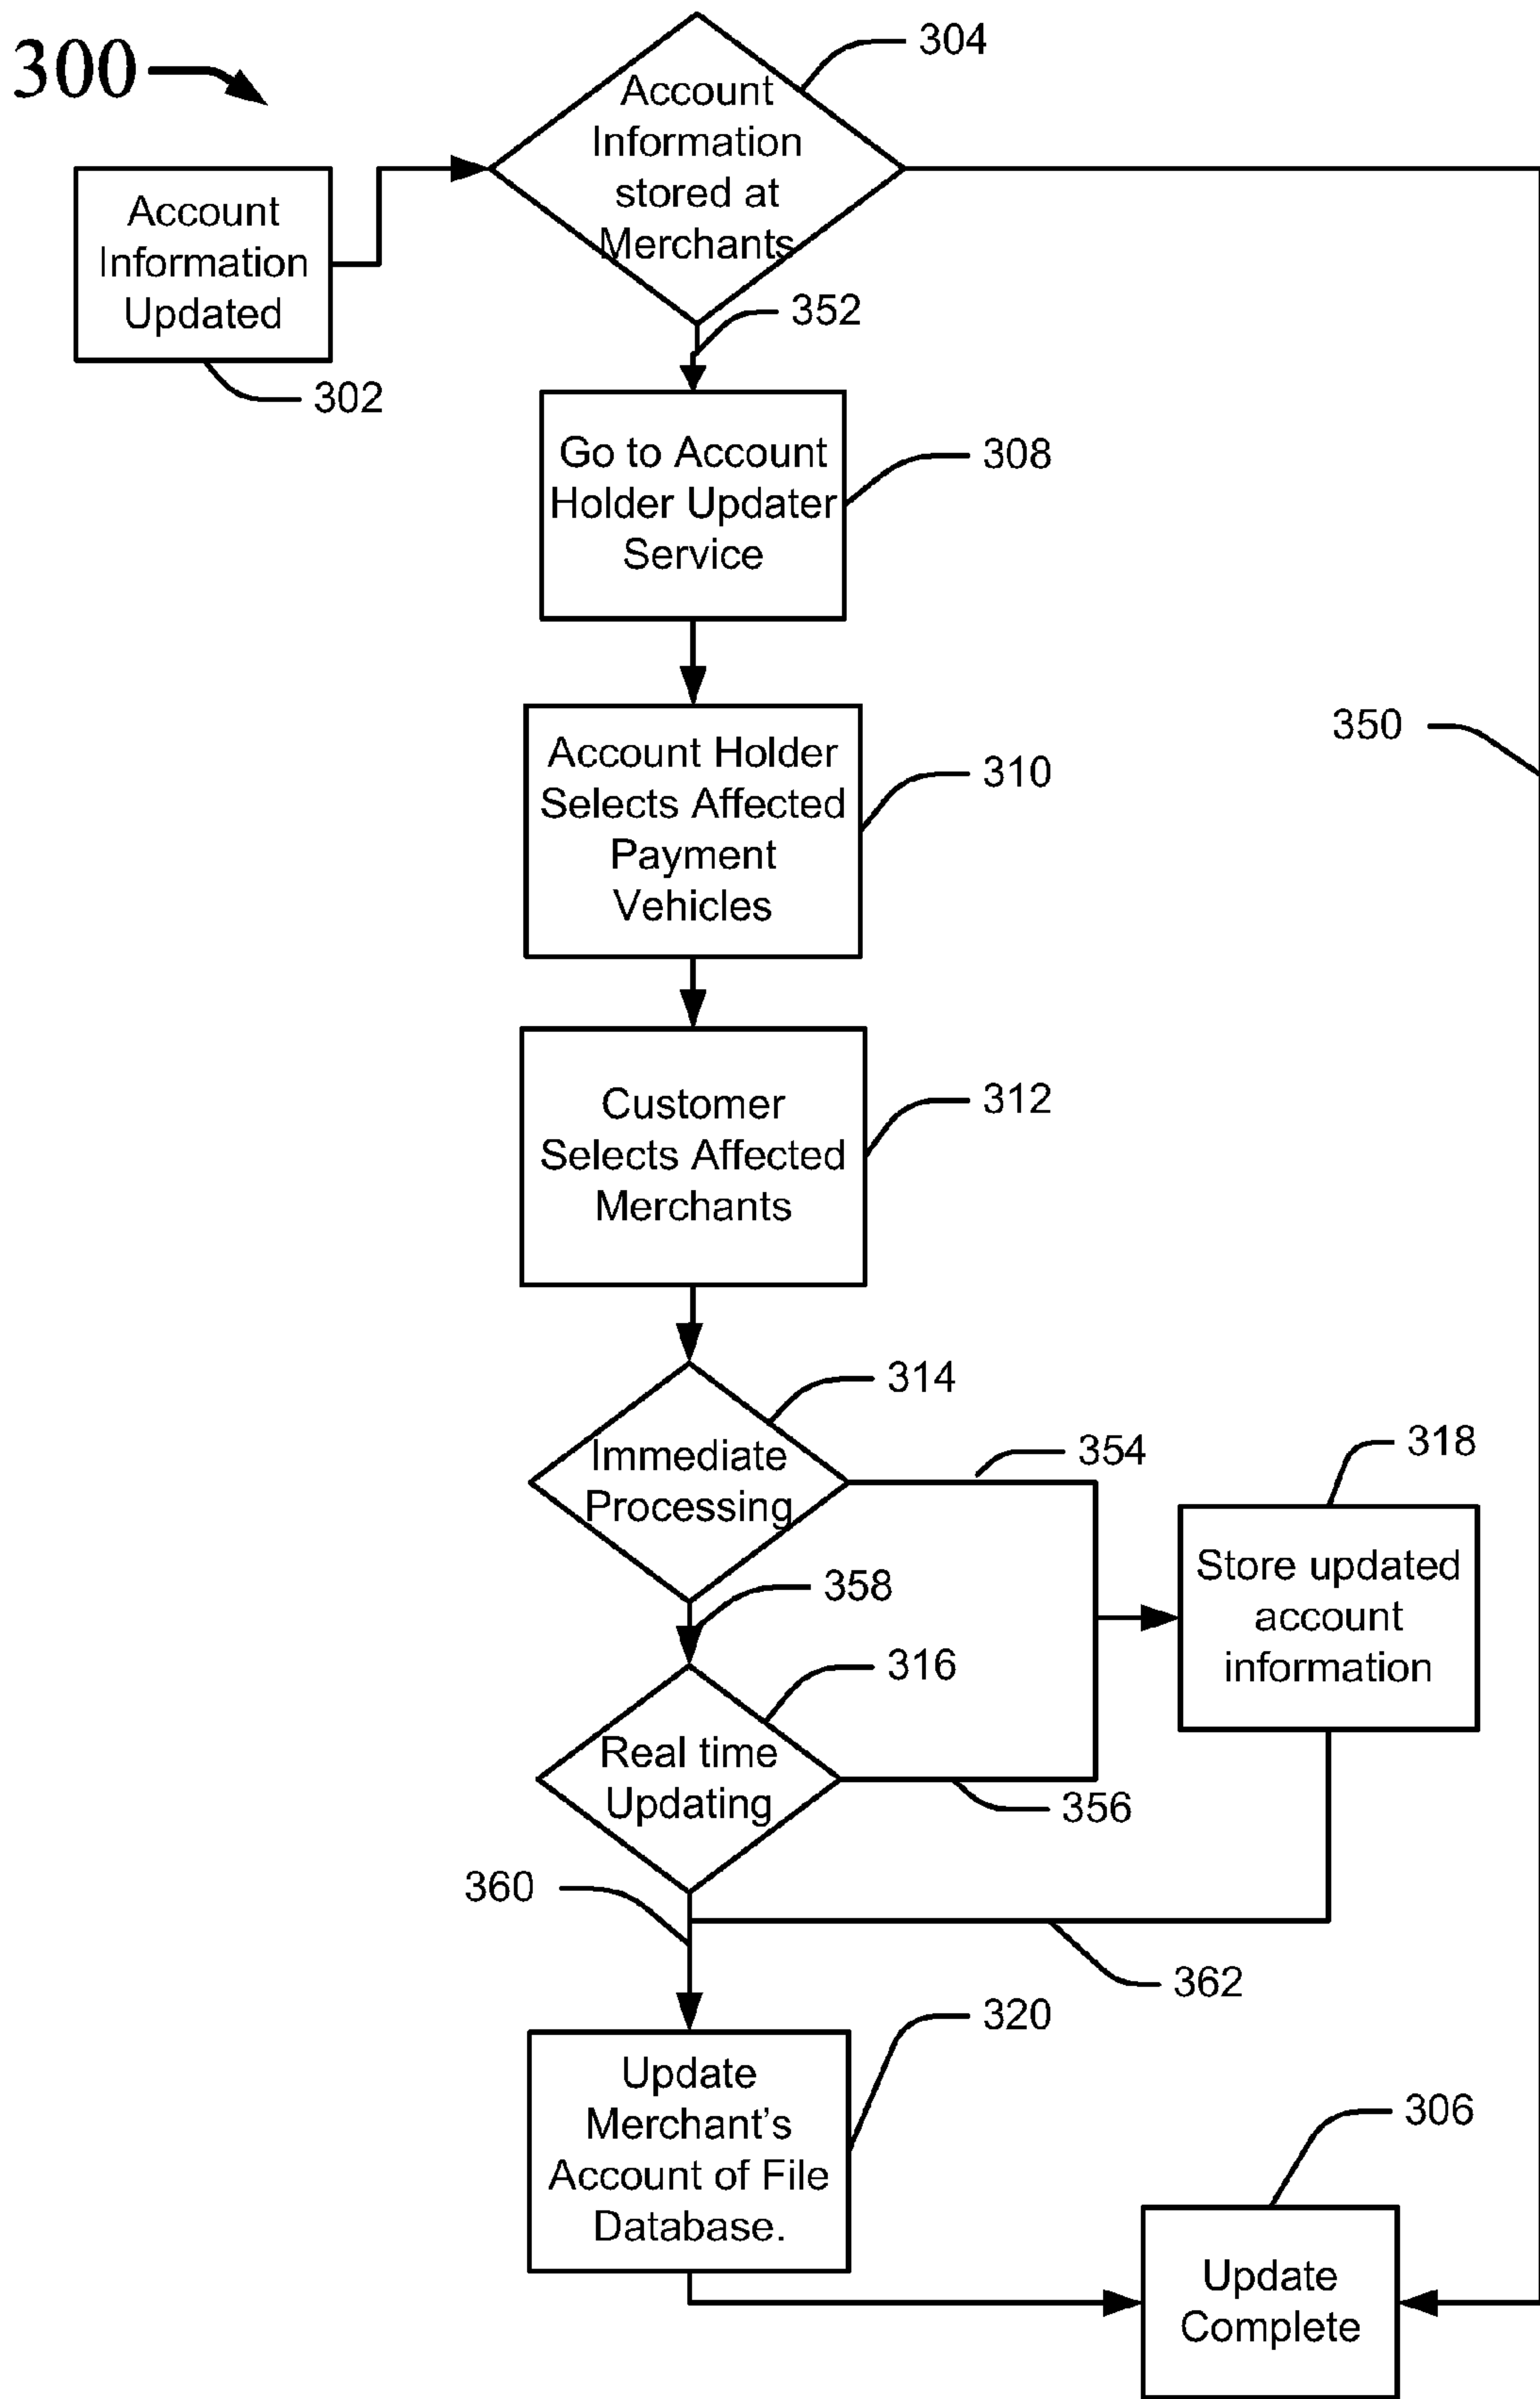 300
304
Account
Information
stored at
Merchants
Account
Information
Updated
302
352
Go to Account
Holder Updater
Service
308
Account Holder
Selects Affected
Payment
Vehicles
310
350
Customer
Selects Affected
Merchants
312
314
Immediate
Processing
354
318
Store updated
account
information
358
316
Real time
Updating
356
360
362
320
Update
Merchant’s
Account of File
Database.
306
Update
Complete